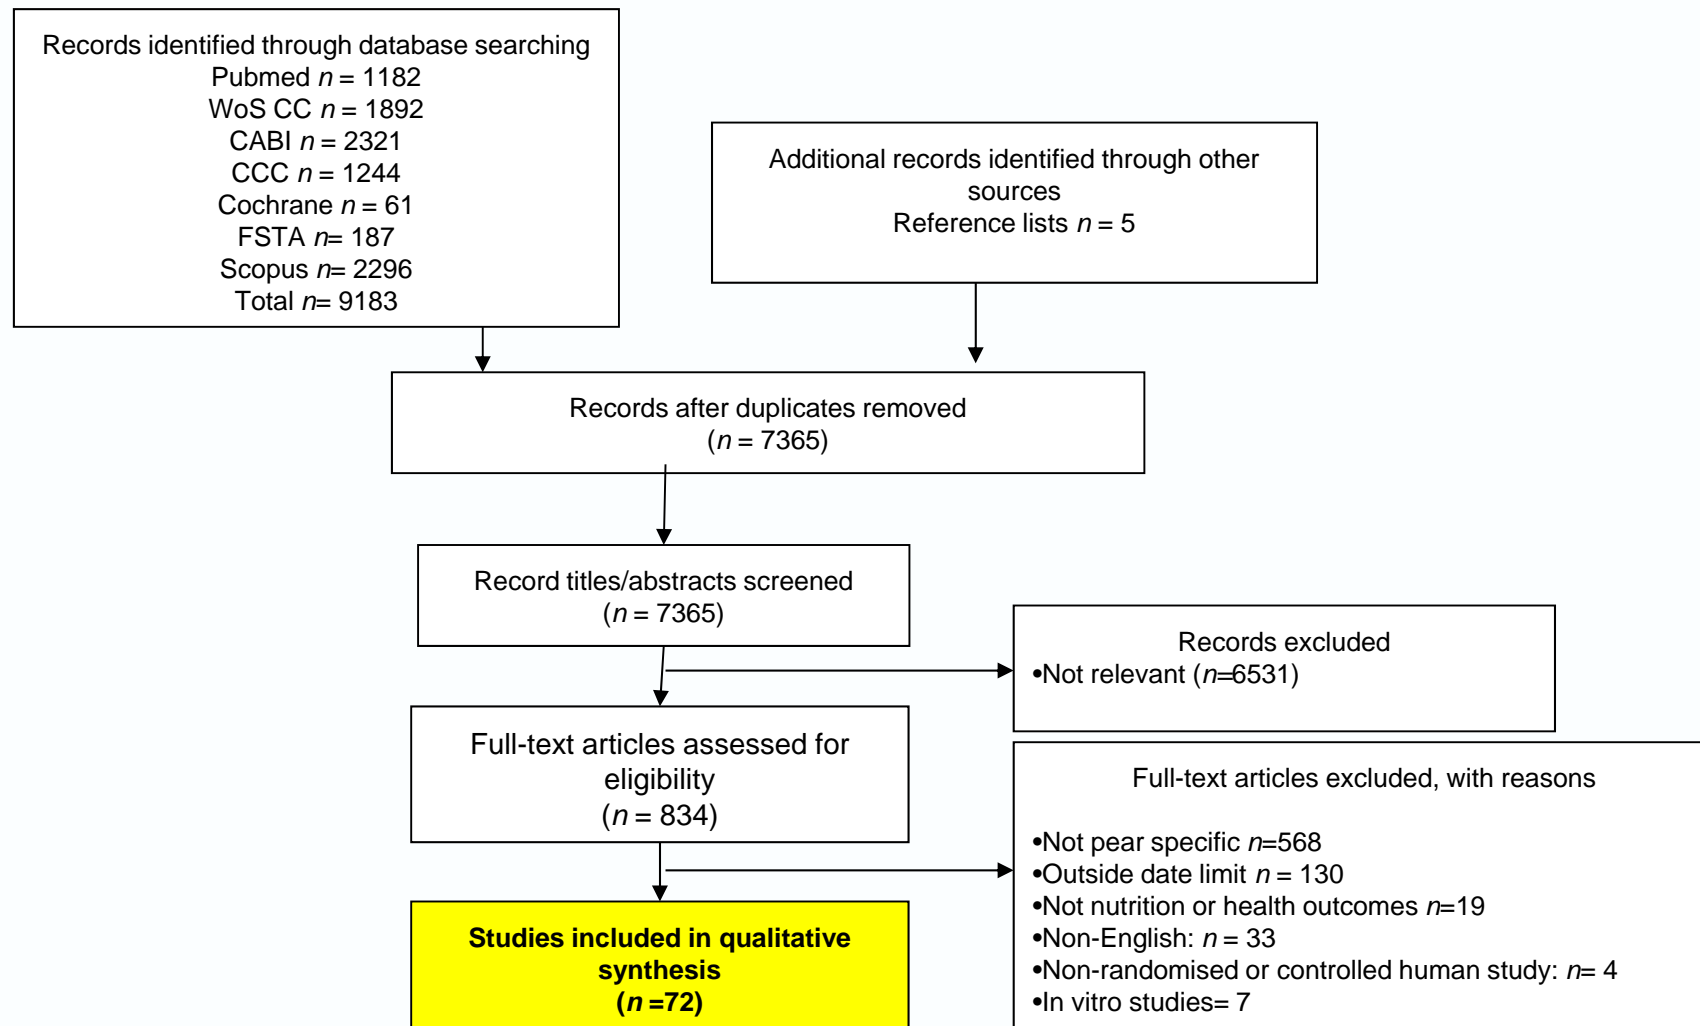 Records identified through database searching
Pubmed n = 1182
WoS CC n = 1892
CABI n = 2321
CCC n = 1244
Cochrane n = 61
FSTA n= 187
Scopus n= 2296
Total n= 9183
Additional records identified through other
sources
Reference lists n = 5
Records after duplicates removed
(n = 7365)
Record titles/abstracts screened
(n = 7365)
Records excluded
•Not relevant (n=6531)
Full-text articles assessed for
eligibility
(n = 834)
Full-text articles excluded, with reasons
•Not pear specific n=568
•Outside date limit n = 130
•Not nutrition or health outcomes n=19
•Non-English: n = 33
•Non-randomised or controlled human study: n= 4
•In vitro studies= 7
Studies included in qualitative
synthesis
(n =72)